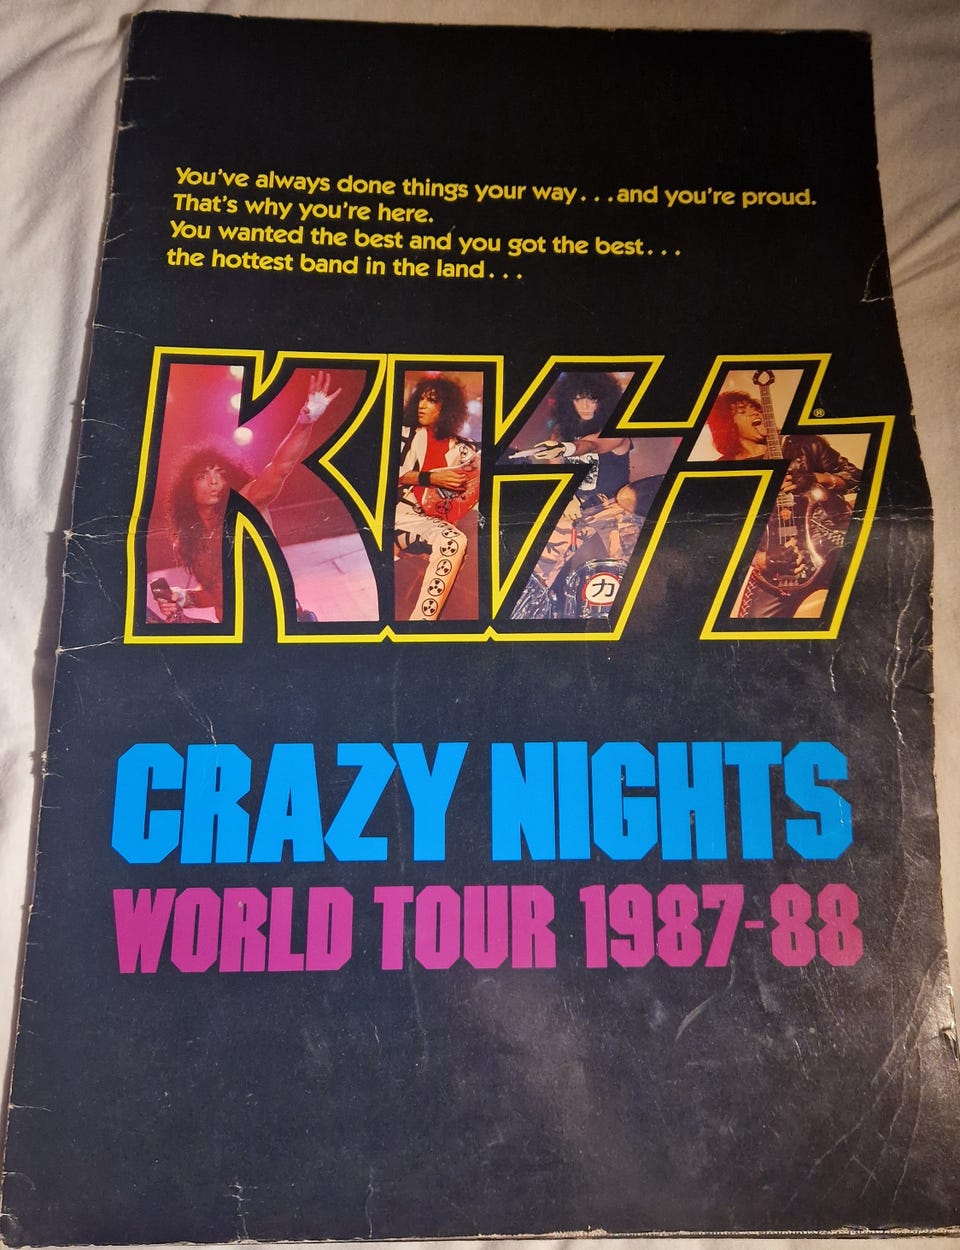 You've always done things your way...and you're proud.
That's why you're here.
You wanted the best and you got the best...
the hottest band in the land...
KISS
®
力
CRAZY NIGHTS
WORLD TOUR 1987-88